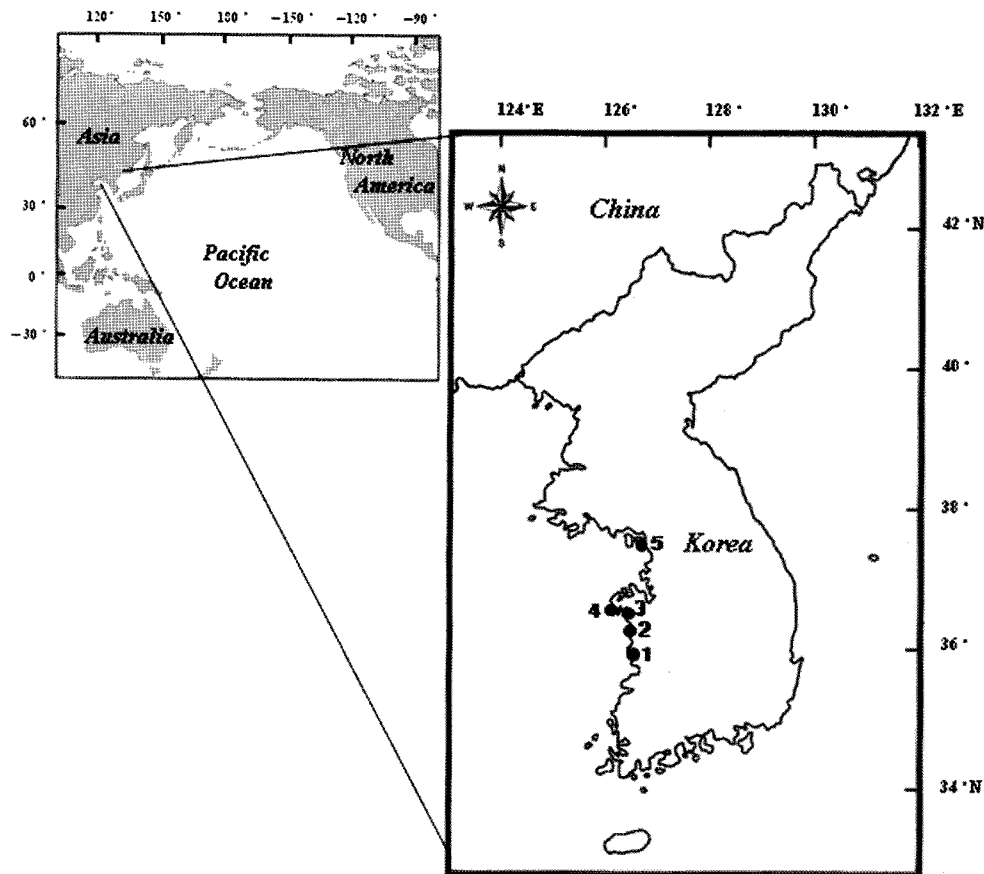 120° 150° 180° −150° −120° −90°
60°
30°
0°
−30°
Asia
North
America
Pacific
Ocean
Australia
124°E 126° 128° 130° 132°E
42°N
40°
38°
36°
34°N
N
W E
S
China
Korea
5
4 3
2
1